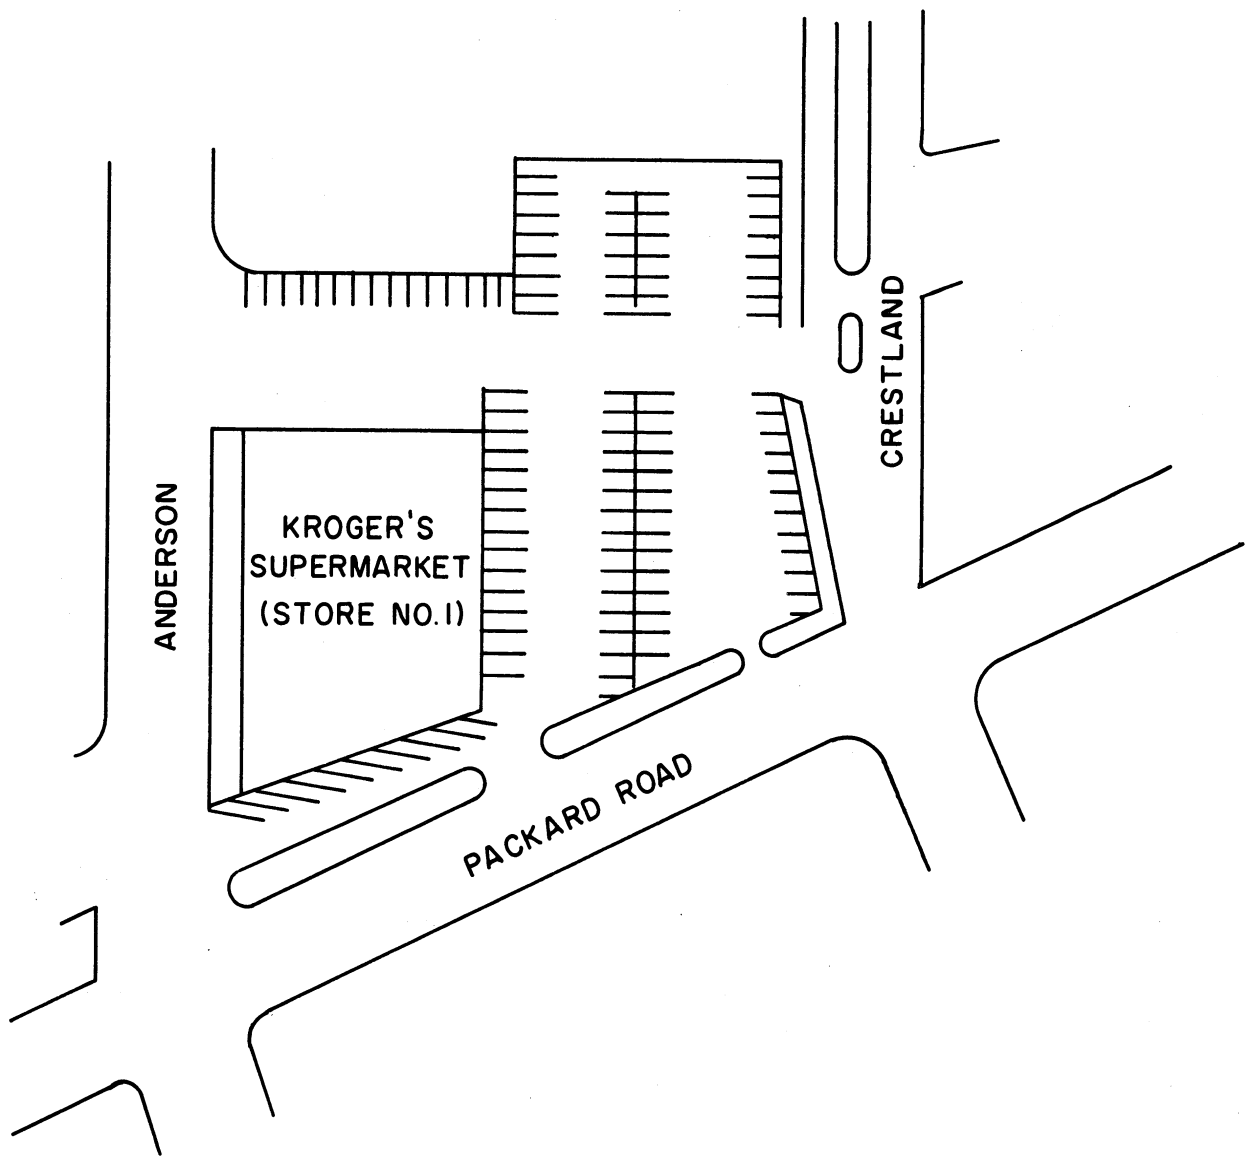 CRESTLAND
ANDERSON
KROGER'S
SUPERMARKET
(STORE NO.1)
PACKARD ROAD